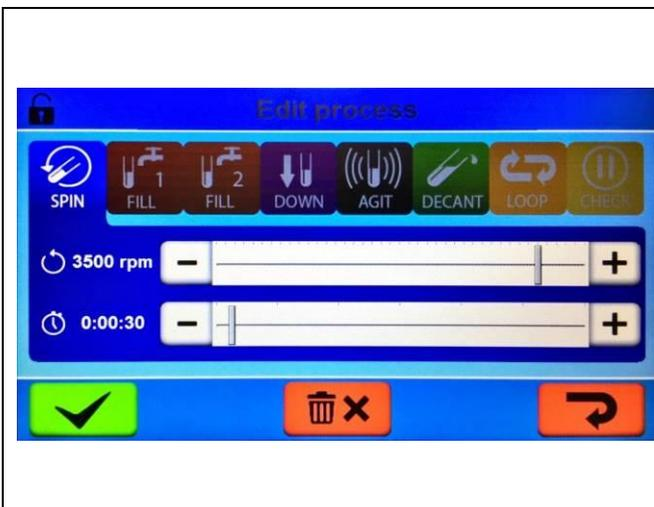 Edit process
SPIN
1
FILL
2
FILL
DOWN
AGIT
DECANT
LOOP
CHECK
3500 rpm
0:00:30